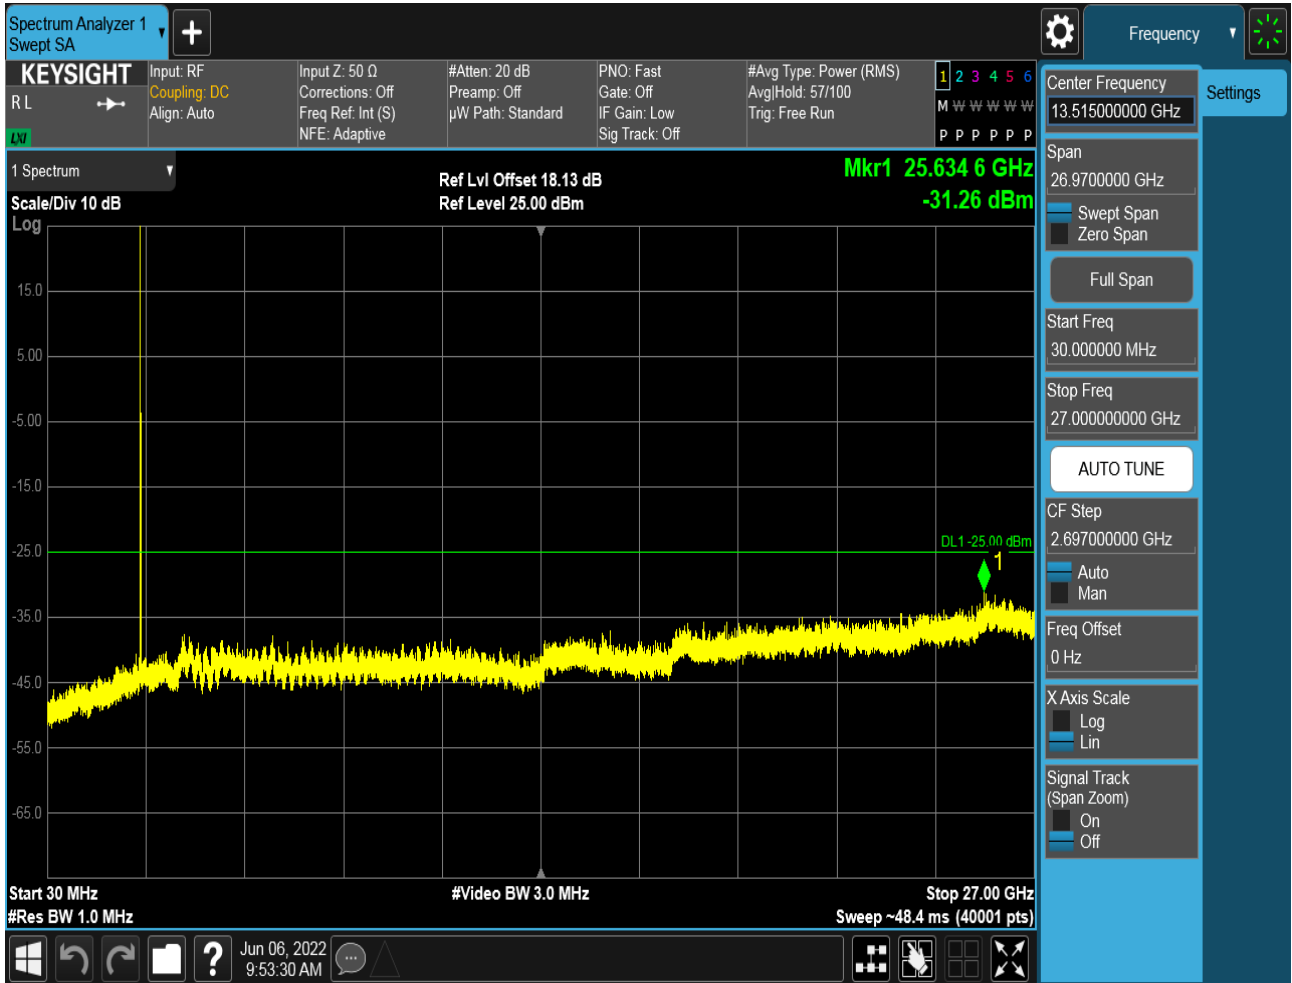 Spectrum Analyzer 1
Swept SA
Frequency
KEYSIGHT
R L
LXI
Input: RF
Coupling: DC
Align: Auto
Input Z: 50 Ω
Corrections: Off
Freq Ref: Int (S)
NFE: Adaptive
#Atten: 20 dB
Preamp: Off
µW Path: Standard
PNO: Fast
Gate: Off
IF Gain: Low
Sig Track: Off
#Avg Type: Power (RMS)
Avg|Hold: 57/100
Trig: Free Run
1 2 3 4 5 6
M W W W W W
P P P P P P
1 Spectrum
Scale/Div 10 dB
Log
Ref Lvl Offset 18.13 dB
Ref Level 25.00 dBm
Mkr1 25.634 6 GHz
-31.26 dBm
15.0
5.00
-5.00
-15.0
-25.0
-35.0
-45.0
-55.0
-65.0
DL1 -25.00 dBm
1
Start 30 MHz
#Res BW 1.0 MHz
#Video BW 3.0 MHz
Stop 27.00 GHz
Sweep ~48.4 ms (40001 pts)
Jun 06, 2022
9:53:30 AM
Center Frequency
13.515000000 GHz
Span
26.9700000 GHz
Swept Span
Zero Span
Full Span
Start Freq
30.000000 MHz
Stop Freq
27.000000000 GHz
AUTO TUNE
CF Step
2.697000000 GHz
Auto
Man
Freq Offset
0 Hz
X Axis Scale
Log
Lin
Signal Track
(Span Zoom)
On
Off
Settings